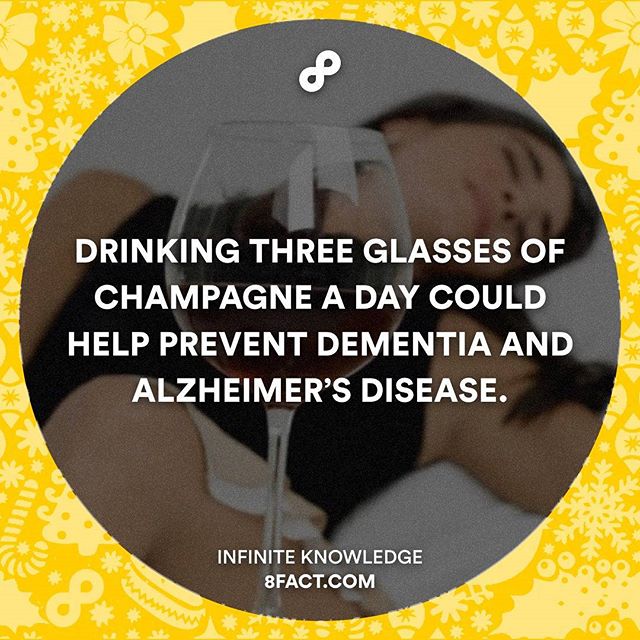 DRINKING THREE GLASSES OF
CHAMPAGNE A DAY COULD
HELP PREVENT DEMENTIA AND
ALZHEIMER’S DISEASE.
INFINITE KNOWLEDGE
8FACT.COM